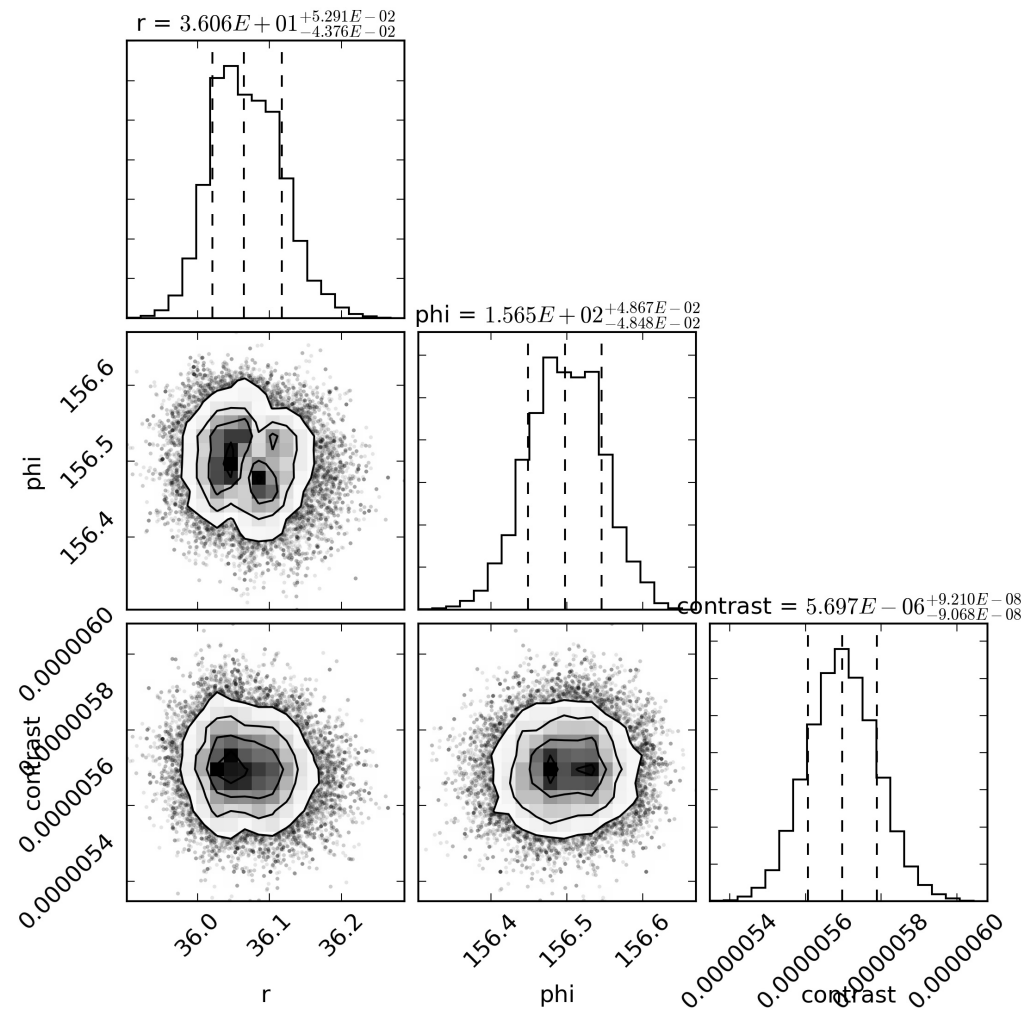 r = 3.606E + 01 +5.291E − 02 −4.376E − 02
phi = 1.565E + 02 +4.867E − 02 −4.848E − 02
156.6
156.5
156.4
phi
contrast = 5.697E − 06 +9.210E − 08 −9.068E − 08
0.0000060
0.0000058
0.0000056
0.0000054
contrast
36.0 36.1 36.2
156.4 156.5 156.6
0.0000054 0.0000056 0.0000058 0.0000060
r phi contrast